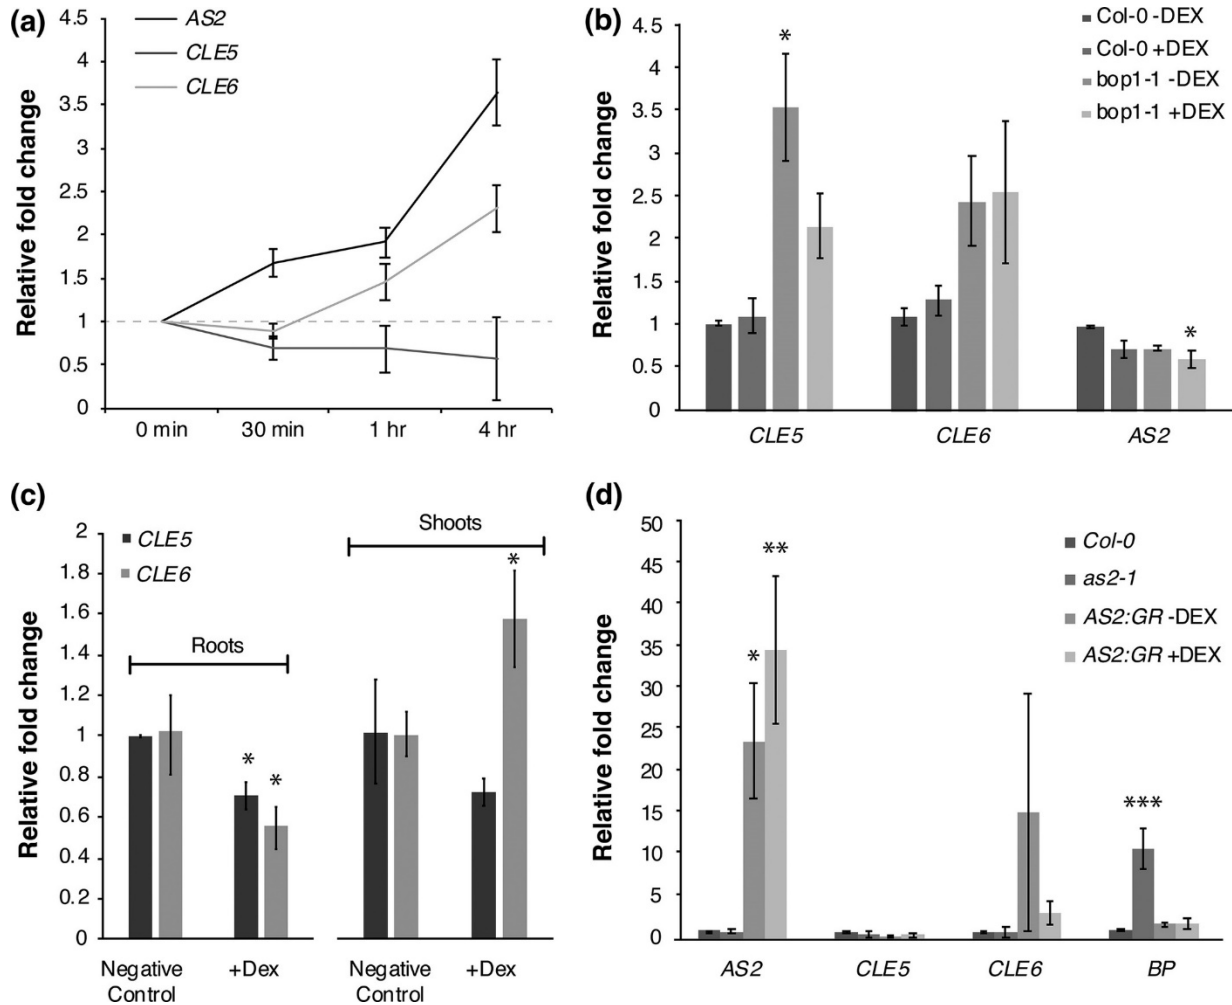 (a)
4.5
4
3.5
3
2.5
2
1.5
1
0.5
0
Relative fold change
AS2
CLE5
CLE6
0 min 30 min 1 hr 4 hr
(b)
4.5
4
3.5
3
2.5
2
1.5
1
0.5
0
Relative fold change
Col-0 -DEX
Col-0 +DEX
bop1-1 -DEX
bop1-1 +DEX
*
*
CLE5 CLE6 AS2
(c)
2
1.8
1.6
1.4
1.2
1
0.8
0.6
0.4
0.2
0
Relative fold change
CLE5
CLE6
Roots
Shoots
* *
*
Negative Control
+Dex
Negative Control
+Dex
(d)
50
45
40
35
30
25
20
15
10
5
0
Relative fold change
Col-0
as2-1
AS2:GR -DEX
AS2:GR +DEX
*
**
***
AS2 CLE5 CLE6 BP